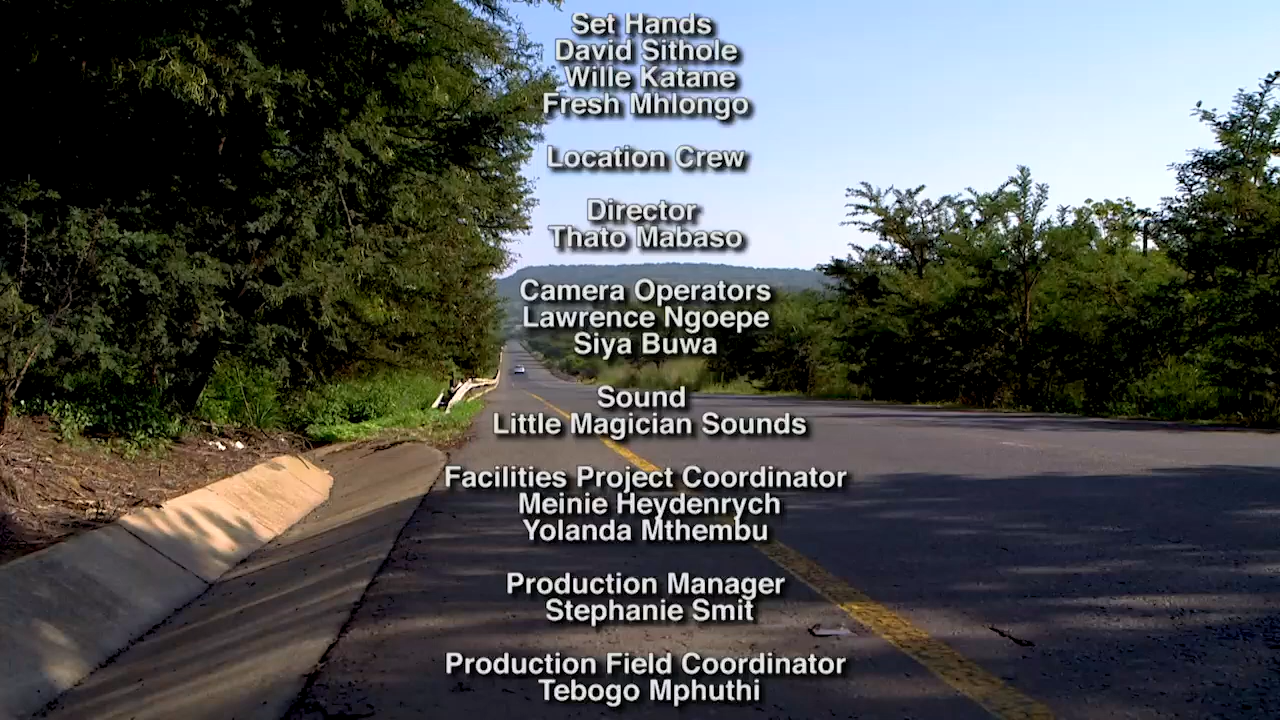 Set Hands
David Sithole
Wille Katane
Fresh Mhlongo
Location Crew
Director
Thato Mabaso
Camera Operators
Lawrence Ngoepe
Siya Buwa
Sound
Little Magician Sounds
Facilities Project Coordinator
Meinie Heydenrych
Yolanda Mthembu
Production Manager
Stephanie Smit
Production Field Coordinator
Tebogo Mphuthi